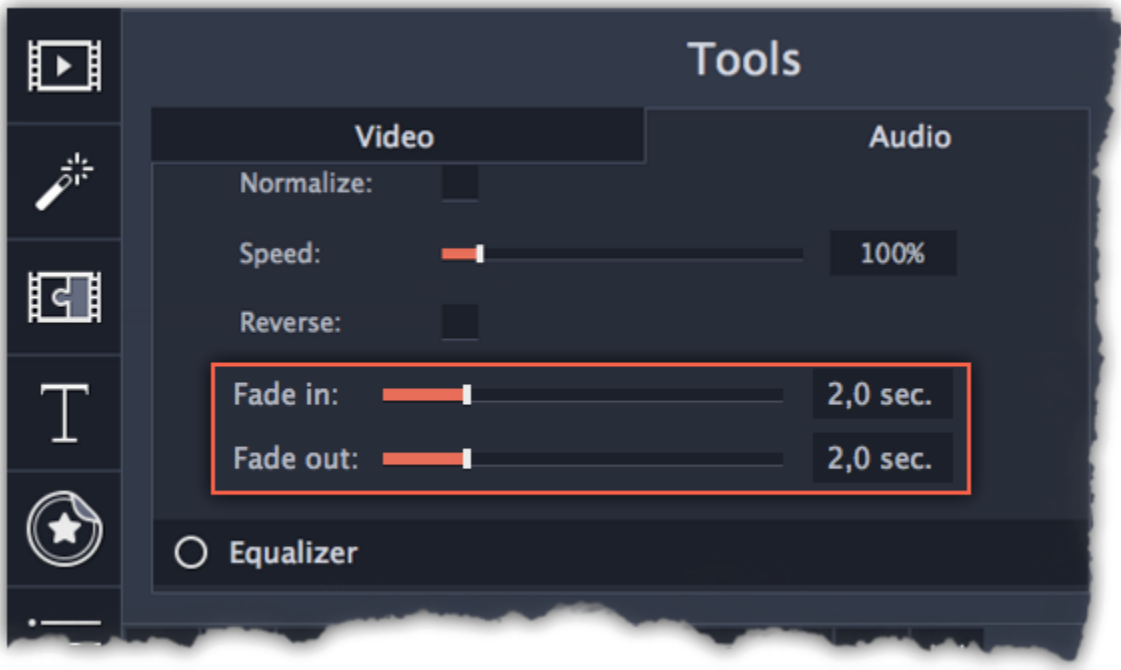 Tools
Video Audio
Normalize:
Speed: 100%
Reverse:
Fade in: 2,0 sec.
Fade out: 2,0 sec.
Equalizer